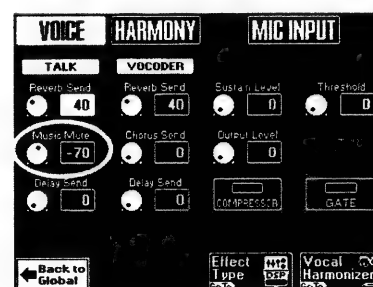 VOICE HARMONY MIC INPUT
TALK VOCODER
Reverb Send Reverb Send Sustain Level Threshold
40 40 0 0
Music Mute Chorus Send Output Level
-70 0 0
Delay Send Delay Send
0 0 COMPRESSOR GATE
Back to Global
Effect Type DSP
Vocal Harmonizer
GoTo GoTo